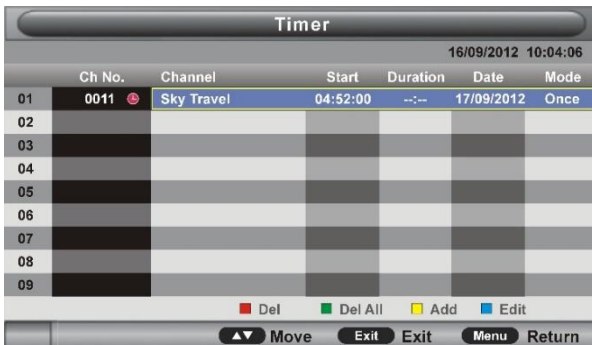 Timer
16/09/2012 10:04:06
Ch No. Channel Start Duration Date Mode
01 0011 Sky Travel 04:52:00 --:-- 17/09/2012 Once
02
03
04
05
06
07
08
09
Del Del All Add Edit
▲▼ Move Exit Exit Menu Return